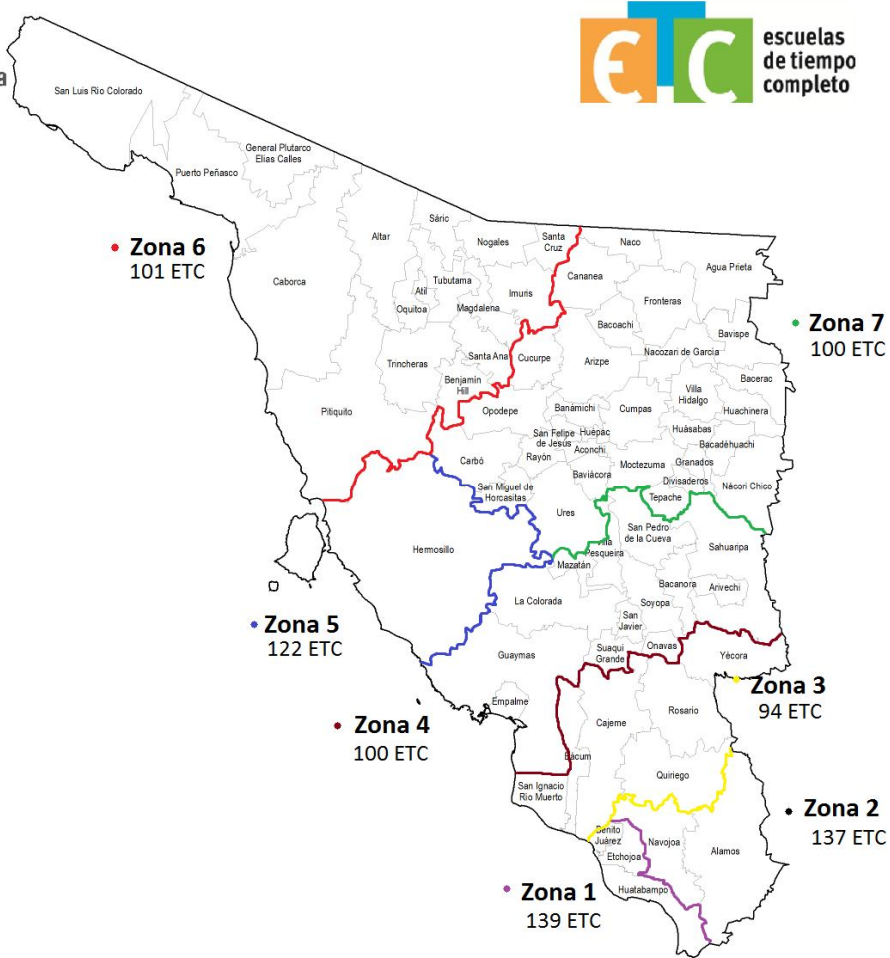 ETC
escuelas
de tiempo
completo
a
San Luis Rio Colorado
General Plutarco
Elias Calles
Puerto Peñasco
Sáric
Altar
Nogales
Santa
Cruz
Naco
Zona 6
101 ETC
Agua Prieta
Cananea
Caborca
Tubutama
Atil
Imuris
Fronteras
Oquitoa
Magdalena
Bacoachi
Zona 7
100 ETC
Bavispe
Nacozari de Garcia
Santa Ana
Cucurpe
Arizpe
Trincheras
Benjamin
Hill
Bacerac
Villa
Hidalgo
Pitiquito
Opodepe
Banámichi
Cumpas
Huachinera
San Felipe
de Jesús
Huépac
Huásabas
Aconchi
Bacadéhuachi
Carbó
Rayón
Moctezuma
Granados
Baviácora
Divisaderos
Nácori Chico
San Miguel de
Horcasitas
Tepache
Ures
San Pedro
de la Cueva
Hermosillo
Sahuaripa
Pesqueira
Mazatán
Bacanora
Arivechi
La Colorada
Soyopa
San
Javier
Zona 5
122 ETC
Onavas
Suaqui
Grande
Guaymas
Yécora
Zona 3
94 ETC
Empalme
Rosario
Zona 4
100 ETC
Cajeme
Bácum
Quiriego
San Ignacio
Rio Muerto
Zona 2
137 ETC
Benito
Juárez
Navojoa
Alamos
Etchojoa
Huatabampo
Zona 1
139 ETC